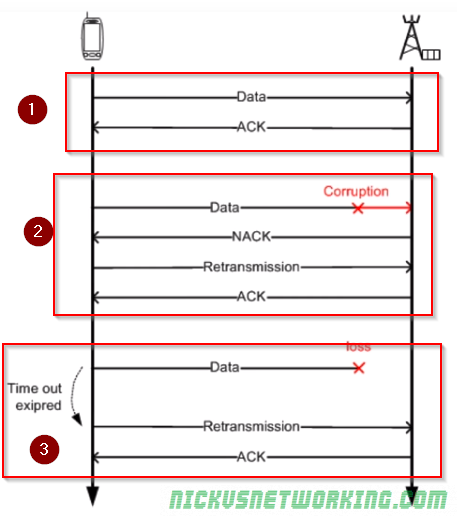 1
Data
ACK
2
Corruption
Data
NACK
Retransmission
ACK
loss
Data
Time out
exipred
Retransmission
3
ACK
NICKVSNETWORKING.COM